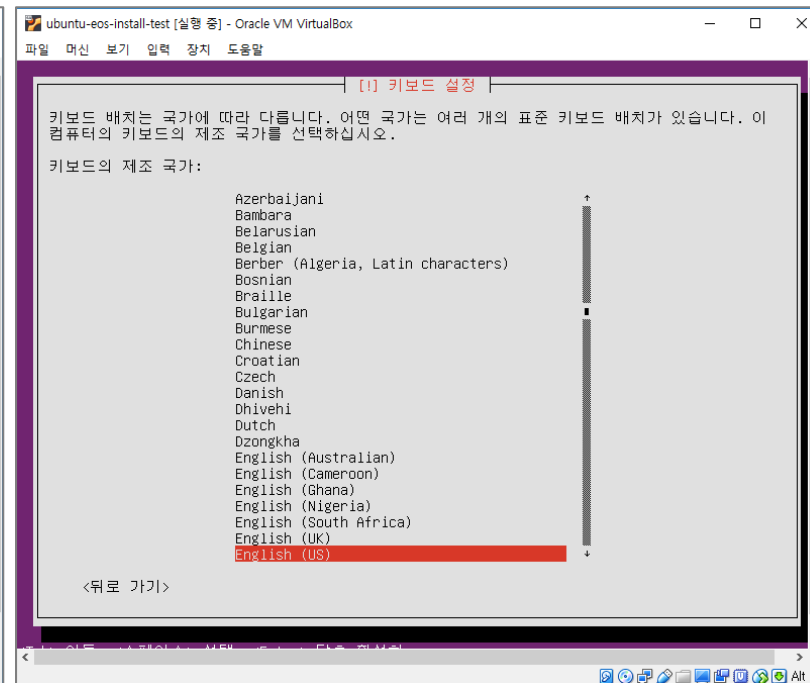 ubuntu-eos-install-test [실행 중] - Oracle VM VirtualBox
파일 머신 보기 입력 장치 도움말
[!] 키보드 설정
키보드 배치는 국가에 따라 다릅니다. 어떤 국가는 여러 개의 표준 키보드 배치가 있습니다. 이
컴퓨터의 키보드의 제조 국가를 선택하십시오.
키보드의 제조 국가:
Azerbaijani
Bambara
Belarusian
Belgian
Berber (Algeria, Latin characters)
Bosnian
Braille
Bulgarian
Burmese
Chinese
Croatian
Czech
Danish
Dhivehi
Dutch
Dzongkha
English (Australian)
English (Cameroon)
English (Ghana)
English (Nigeria)
English (South Africa)
English (UK)
English (US)
<뒤로 가기>
Alt